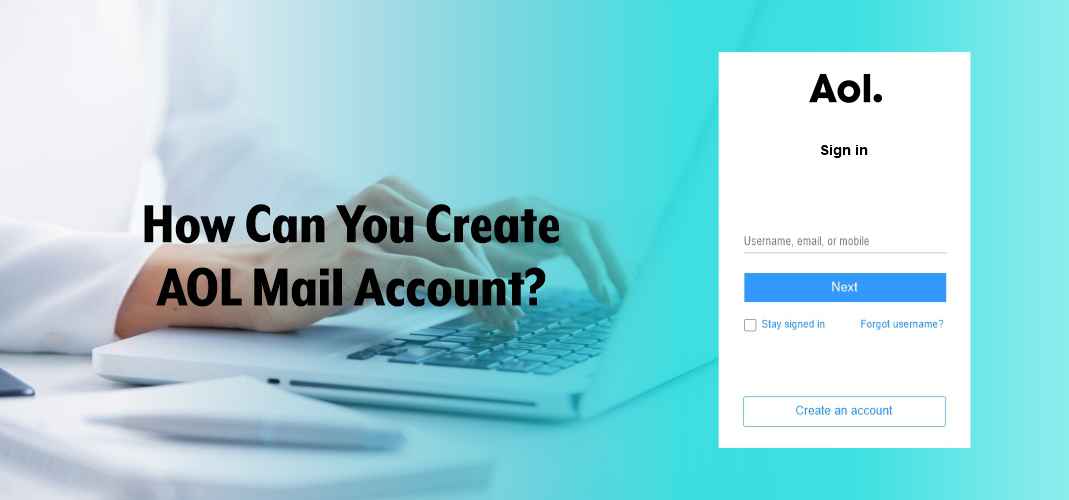 How Can You Create
AOL Mail Account?
Aol.
Sign in
Username, email, or mobile
Next
Stay signed in
Forgot username?
Create an account